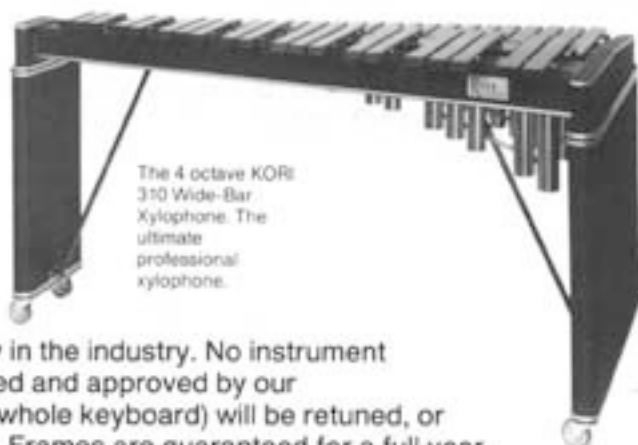 The 4 octave KORI
310 Wide-Bar
Xylophone. The
ultimate
professional
xylophone.
in the industry. No instrument
ed and approved by our
whole keyboard) will be retuned, or
Frames are guaranteed for a full year